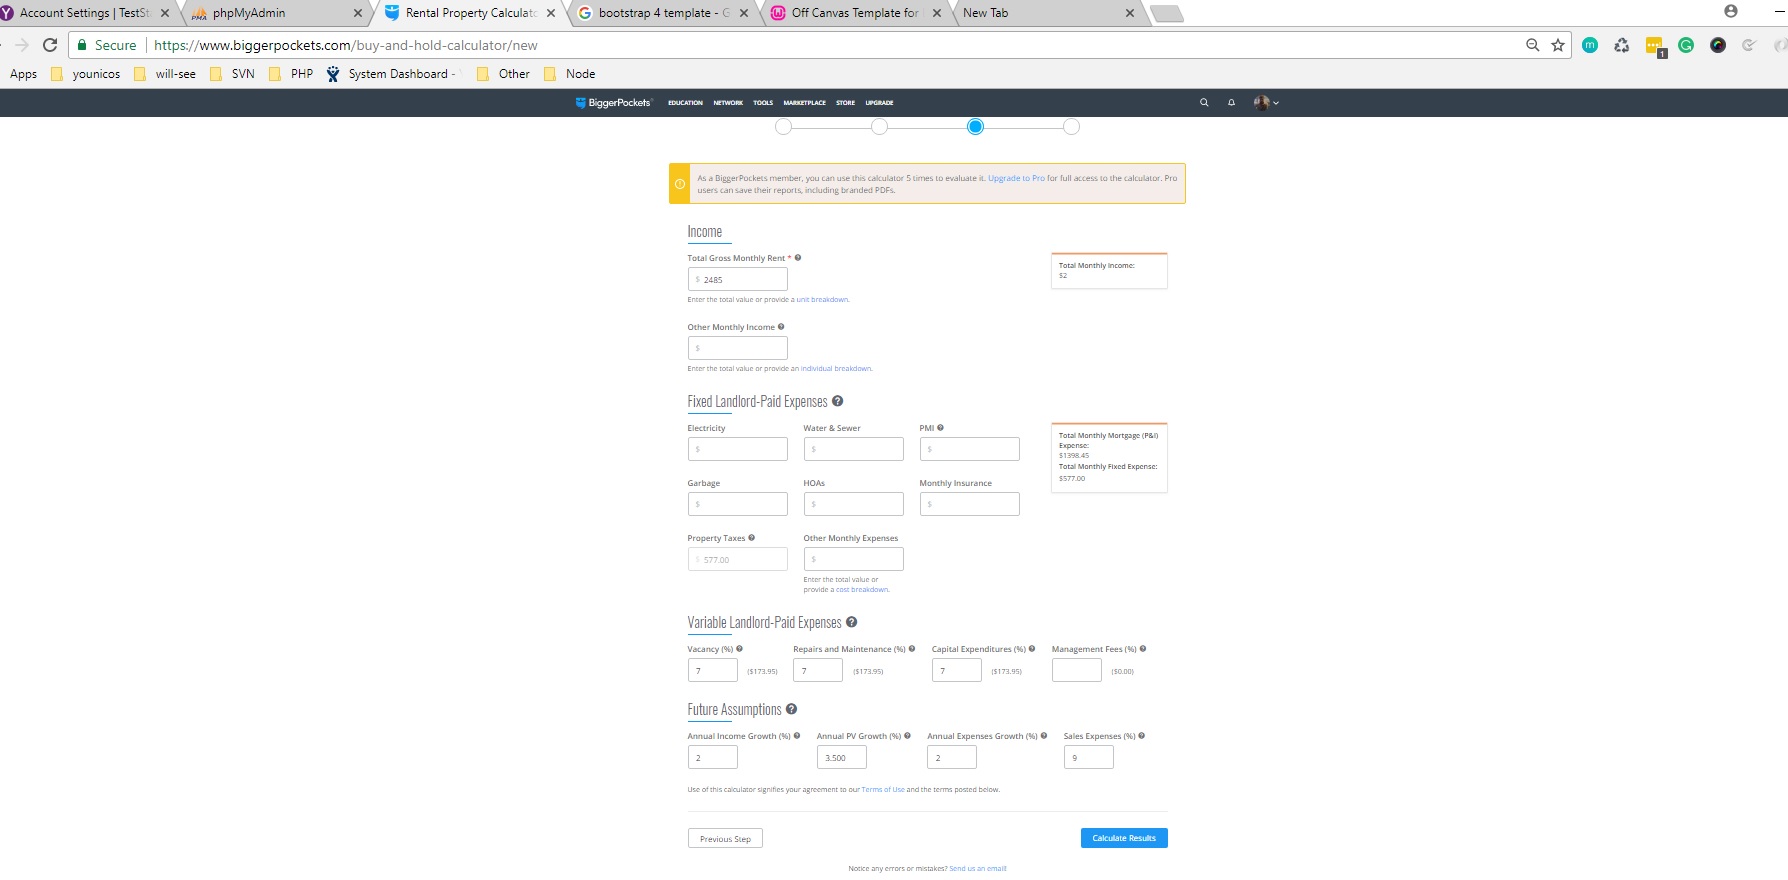 Account Settings | TestSt
phpMyAdmin
Rental Property Calculato
bootstrap 4 template - G
Off Canvas Template for
New Tab
Secure https://www.biggerpockets.com/buy-and-hold-calculator/new
Apps younicos will-see SVN PHP System Dashboard - Other Node
BiggerPockets EDUCATION NETWORK TOOLS MARKETPLACE STORE UPGRADE
As a BiggerPockets member, you can use this calculator 5 times to evaluate it. Upgrade to Pro for full access to the calculator. Pro
users can save their reports, including branded PDFs.
Income
Total Gross Monthly Rent *
$ 2485
Enter the total value or provide a unit breakdown.
Total Monthly Income:
$2
Other Monthly Income
$
Enter the total value or provide an individual breakdown.
Fixed Landlord-Paid Expenses
Electricity Water & Sewer PMI
$ $ $
Total Monthly Mortgage (P&I)
Expense:
$1398.45
Total Monthly Fixed Expense:
$577.00
Garbage HOAs Monthly Insurance
$ $ $
Property Taxes Other Monthly Expenses
$ 577.00 $
Enter the total value or
provide a cost breakdown.
Variable Landlord-Paid Expenses
Vacancy (%) Repairs and Maintenance (%) Capital Expenditures (%) Management Fees (%)
7 ($173.95) 7 ($173.95) 7 ($173.95) ($0.00)
Future Assumptions
Annual Income Growth (%) Annual PV Growth (%) Annual Expenses Growth (%) Sales Expenses (%)
2 3.500 2 9
Use of this calculator signifies your agreement to our Terms of Use and the terms posted below.
Previous Step Calculate Results
Notice any errors or mistakes? Send us an email!